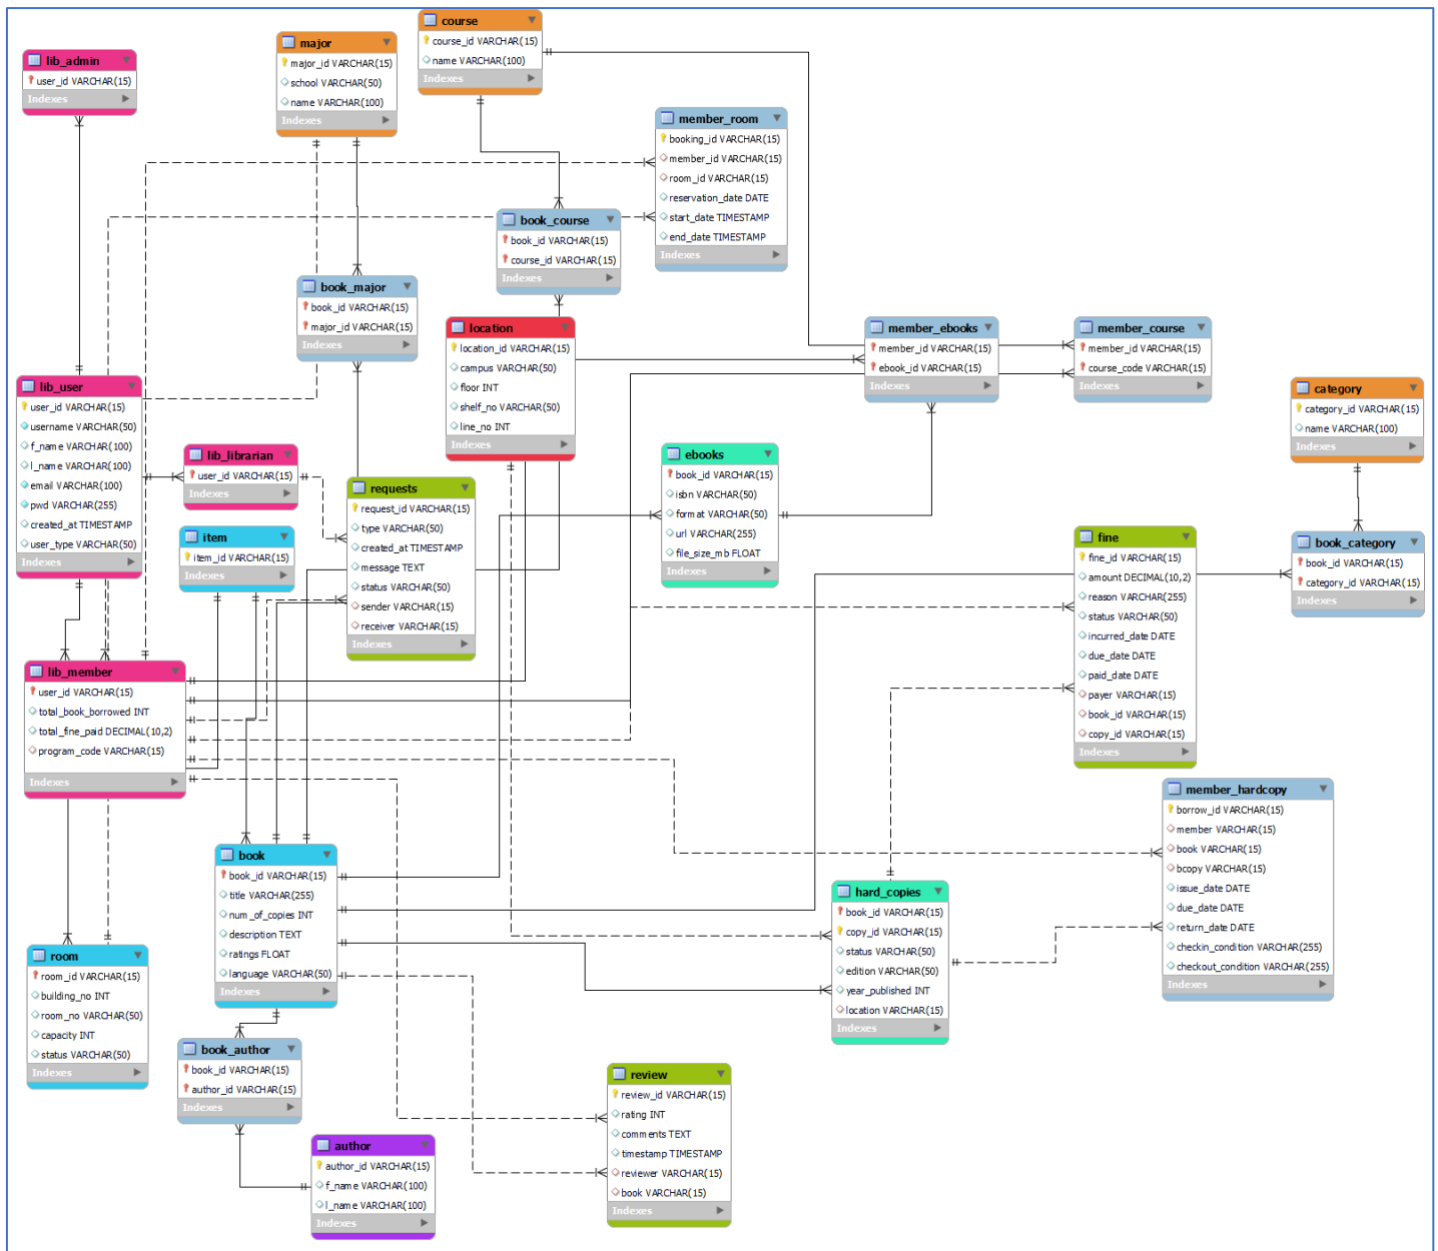 course
course_id VARCHAR(15)
name VARCHAR(100)
Indexes
major
major_id VARCHAR(15)
school VARCHAR(50)
name VARCHAR(100)
Indexes
lib_admin
user_id VARCHAR(15)
Indexes
member_room
booking_id VARCHAR(15)
member_id VARCHAR(15)
room_id VARCHAR(15)
reservation_date DATE
start_date TIMESTAMP
end_date TIMESTAMP
Indexes
book_course
book_id VARCHAR(15)
course_id VARCHAR(15)
Indexes
book_major
book_id VARCHAR(15)
major_id VARCHAR(15)
Indexes
location
location_id VARCHAR(15)
campus VARCHAR(50)
floor INT
shelf_no VARCHAR(50)
line_no INT
member_ebooks
member_id VARCHAR(15)
ebook_id VARCHAR(15)
Indexes
member_course
member_id VARCHAR(15)
course_code VARCHAR(15)
Indexes
category
category_id VARCHAR(15)
name VARCHAR(100)
Indexes
lib_user
user_id VARCHAR(15)
username VARCHAR(50)
f_name VARCHAR(100)
l_name VARCHAR(100)
email VARCHAR(100)
pwd VARCHAR(255)
created_at TIMESTAMP
user_type VARCHAR(50)
Indexes
lib_librarian
user_id VARCHAR(15)
Indexes
ebooks
book_id VARCHAR(15)
isbn VARCHAR(50)
format VARCHAR(50)
url VARCHAR(255)
file_size_mb FLOAT
Indexes
requests
request_id VARCHAR(15)
type VARCHAR(50)
created_at TIMESTAMP
message TEXT
status VARCHAR(50)
sender VARCHAR(15)
receiver VARCHAR(15)
Indexes
item
item_id VARCHAR(15)
Indexes
fine
fine_id VARCHAR(15)
amount DECIMAL(10,2)
reason VARCHAR(255)
status VARCHAR(50)
incurred_date DATE
due_date DATE
paid_date DATE
payer VARCHAR(15)
book_id VARCHAR(15)
copy_id VARCHAR(15)
Indexes
book_category
book_id VARCHAR(15)
category_id VARCHAR(15)
Indexes
lib_member
user_id VARCHAR(15)
total_book_borrowed INT
total_fine_paid DECIMAL(10,2)
program_code VARCHAR(15)
Indexes
member_hardcopy
borrow_id VARCHAR(15)
member VARCHAR(15)
book VARCHAR(15)
bcopy VARCHAR(15)
issue_date DATE
due_date DATE
return_date DATE
checkin_condition VARCHAR(255)
checkout_condition VARCHAR(255)
Indexes
book
book_id VARCHAR(15)
title VARCHAR(255)
num_of_copies INT
description TEXT
ratings FLOAT
language VARCHAR(50)
Indexes
hard_copies
book_id VARCHAR(15)
copy_id VARCHAR(15)
status VARCHAR(50)
edition VARCHAR(50)
year_published INT
location VARCHAR(15)
Indexes
room
room_id VARCHAR(15)
building_no INT
room_no VARCHAR(50)
capacity INT
status VARCHAR(50)
Indexes
book_author
book_id VARCHAR(15)
author_id VARCHAR(15)
Indexes
review
review_id VARCHAR(15)
rating INT
comments TEXT
timestamp TIMESTAMP
reviewer VARCHAR(15)
book VARCHAR(15)
Indexes
author
author_id VARCHAR(15)
f_name VARCHAR(100)
l_name VARCHAR(100)
Indexes